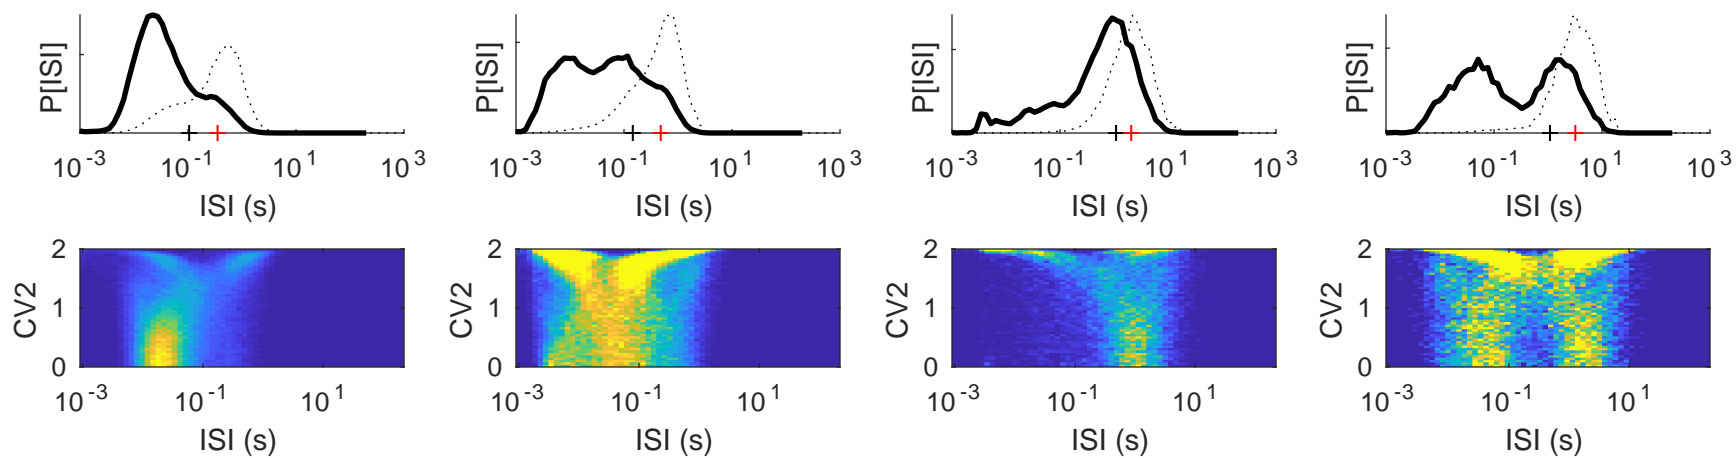 P[ISI] P[ISI] P[ISI] P[ISI]
10^-3 10^-1 10^1 10^3 10^-3 10^-1 10^1 10^3 10^-3 10^-1 10^1 10^3 10^-3 10^-1 10^1 10^3
ISI (s) ISI (s) ISI (s) ISI (s)
2 2 2 2
CV2 1 CV2 1 CV2 1 CV2 1
0 0 0 0
10^-3 10^-1 10^1 10^-3 10^-1 10^1 10^-3 10^-1 10^1 10^-3 10^-1 10^1
ISI (s) ISI (s) ISI (s) ISI (s)